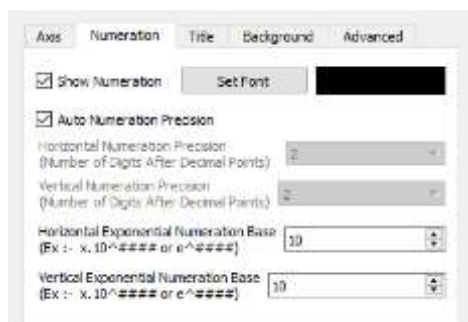 Axis Numeration Title Background Advanced
Show Numeration Set Font
Auto Numeration Precision
Horizontal Numeration Precision
(Number of Digits After Decimal Points) 2
Vertical Numeration Precision
(Number of Digits After Decimal Points) 2
Horizontal Exponential Numeration Base
(Ex :- x.10^#### or e^####) 10
Vertical Exponential Numeration Base
(Ex :- x.10^#### or e^####) 10